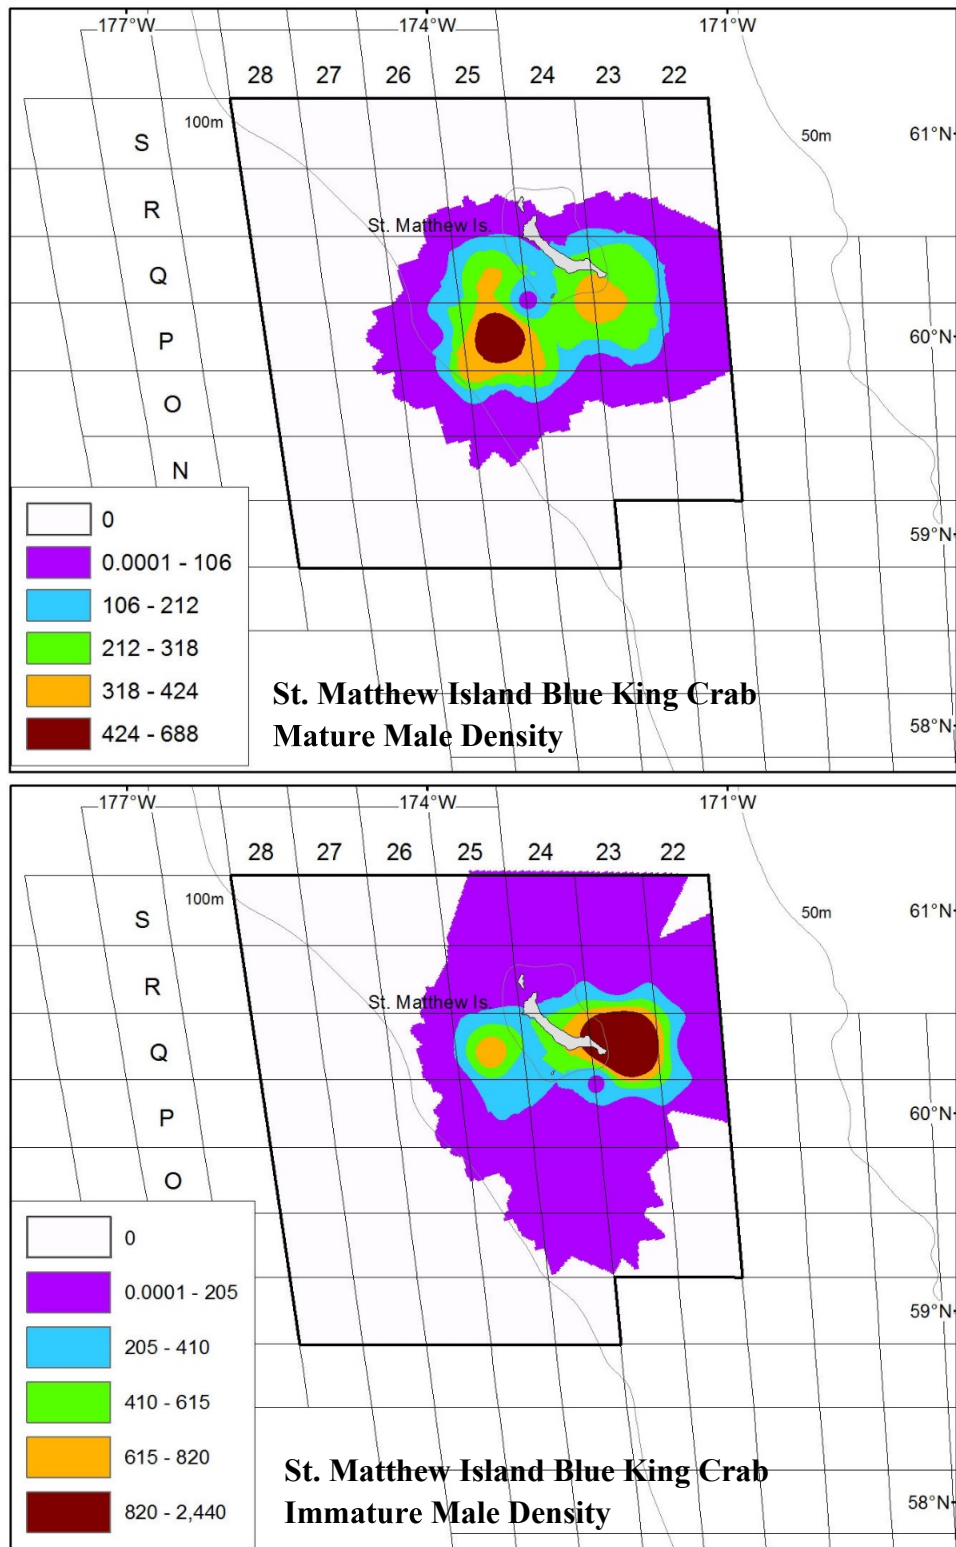 177°W 174°W 171°W
28 27 26 25 24 23 22
100m
S
61°N
50m
R
St. Matthew Is.
Q
P
60°N
O
N
0
59°N
0.0001 - 106
106 - 212
212 - 318
318 - 424
424 - 688
St. Matthew Island Blue King Crab
Mature Male Density
58°N
177°W 174°W 171°W
28 27 26 25 24 23 22
100m
S
61°N
50m
R
St. Matthew Is.
Q
P
60°N
O
0
0.0001 - 205
59°N
205 - 410
410 - 615
615 - 820
820 - 2,440
St. Matthew Island Blue King Crab
Immature Male Density
58°N